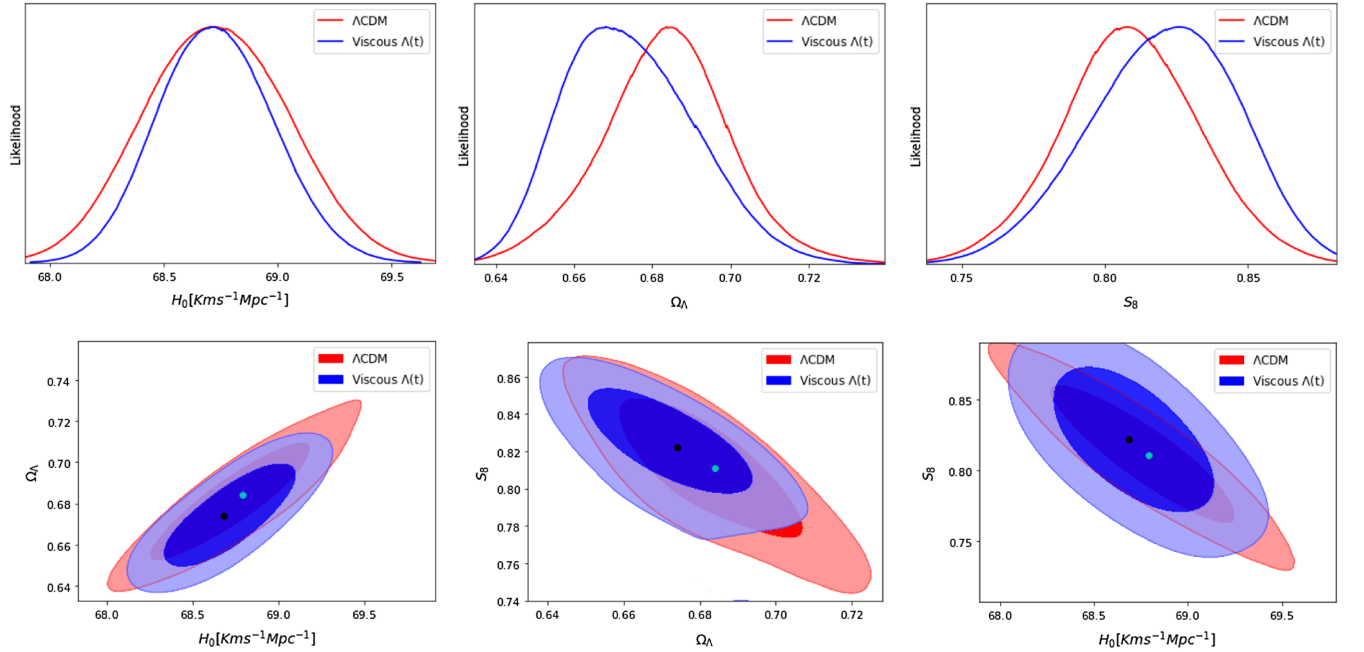 ΛCDM
Viscous Λ(t)
Likelihood
68.0 68.5 69.0 69.5
H₀[Kms⁻¹Mpc⁻¹]
ΛCDM
Viscous Λ(t)
Likelihood
0.64 0.66 0.68 0.70 0.72
Ω_Λ
ΛCDM
Viscous Λ(t)
Likelihood
0.75 0.80 0.85
S₈
ΛCDM
Viscous Λ(t)
Ω_Λ
0.74
0.72
0.70
0.68
0.66
0.64
68.0 68.5 69.0 69.5
H₀[Kms⁻¹Mpc⁻¹]
ΛCDM
Viscous Λ(t)
S₈
0.86
0.84
0.82
0.80
0.78
0.76
0.74
0.64 0.66 0.68 0.70 0.72
Ω_Λ
ΛCDM
Viscous Λ(t)
S₈
0.85
0.80
0.75
68.0 68.5 69.0 69.5
H₀[Kms⁻¹Mpc⁻¹]